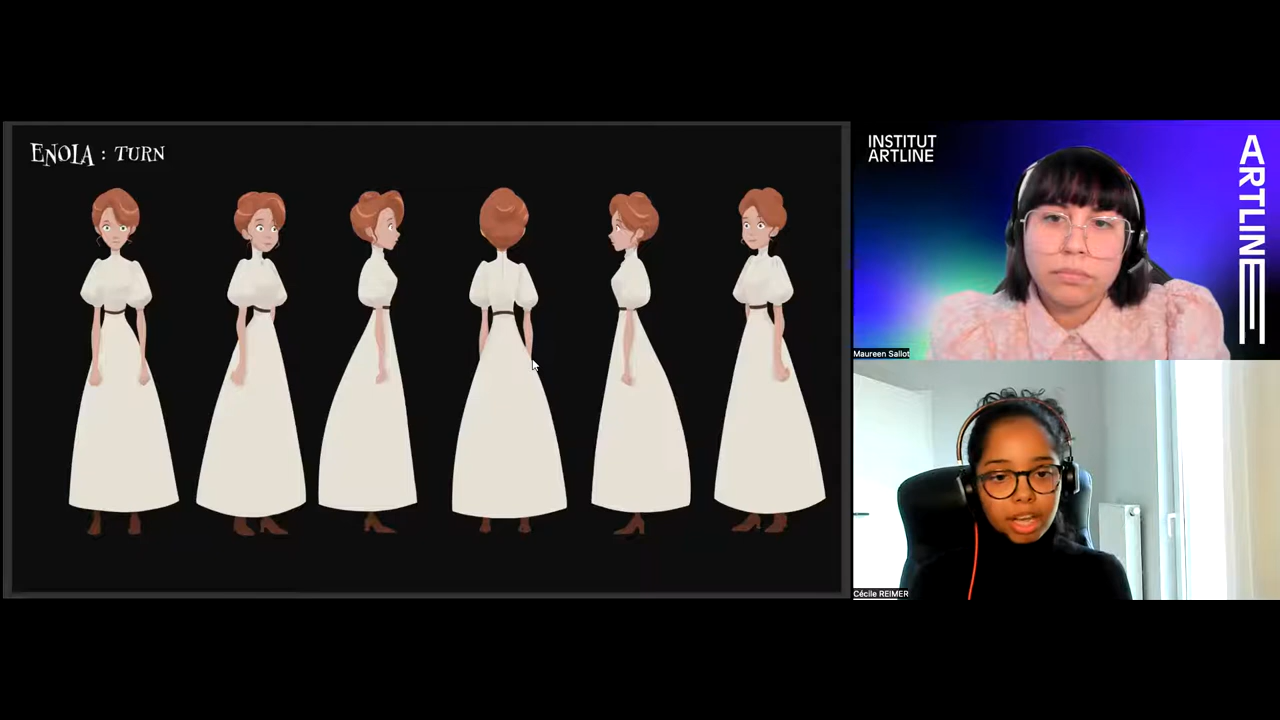 ENOLA : TURN
INSTITUT
ARTLINE
ARTLINE
Maureen Sallot
Cécile REIMER